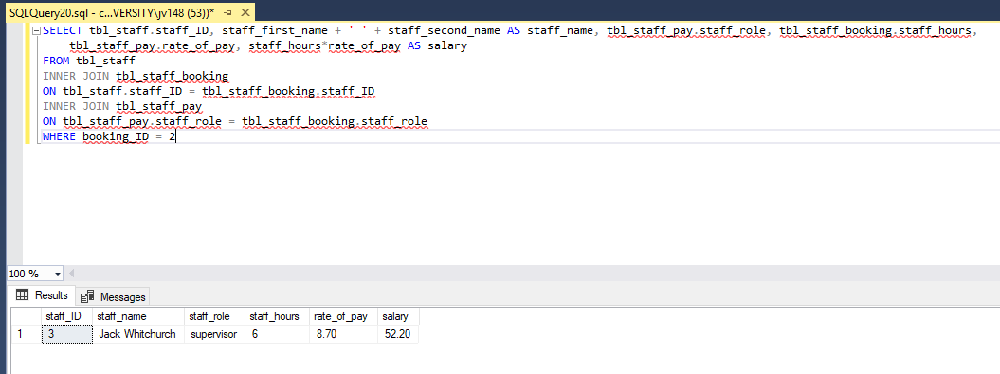 SQLQuery20.sql - c...VERSITY\jv148 (53))*
SELECT tbl_staff.staff_ID, staff_first_name + ' ' + staff_second_name AS staff_name, tbl_staff_pay.staff_role, tbl_staff_booking.staff_hours,
tbl_staff_pay.rate_of_pay, staff_hours*rate_of_pay AS salary
FROM tbl_staff
INNER JOIN tbl_staff_booking
ON tbl_staff.staff_ID = tbl_staff_booking.staff_ID
INNER JOIN tbl_staff_pay
ON tbl_staff_pay.staff_role = tbl_staff_booking.staff_role
WHERE booking_ID = 2
100 %
Results Messages
staff_ID staff_name staff_role staff_hours rate_of_pay salary
1 3 Jack Whitchurch supervisor 6 8.70 52.20